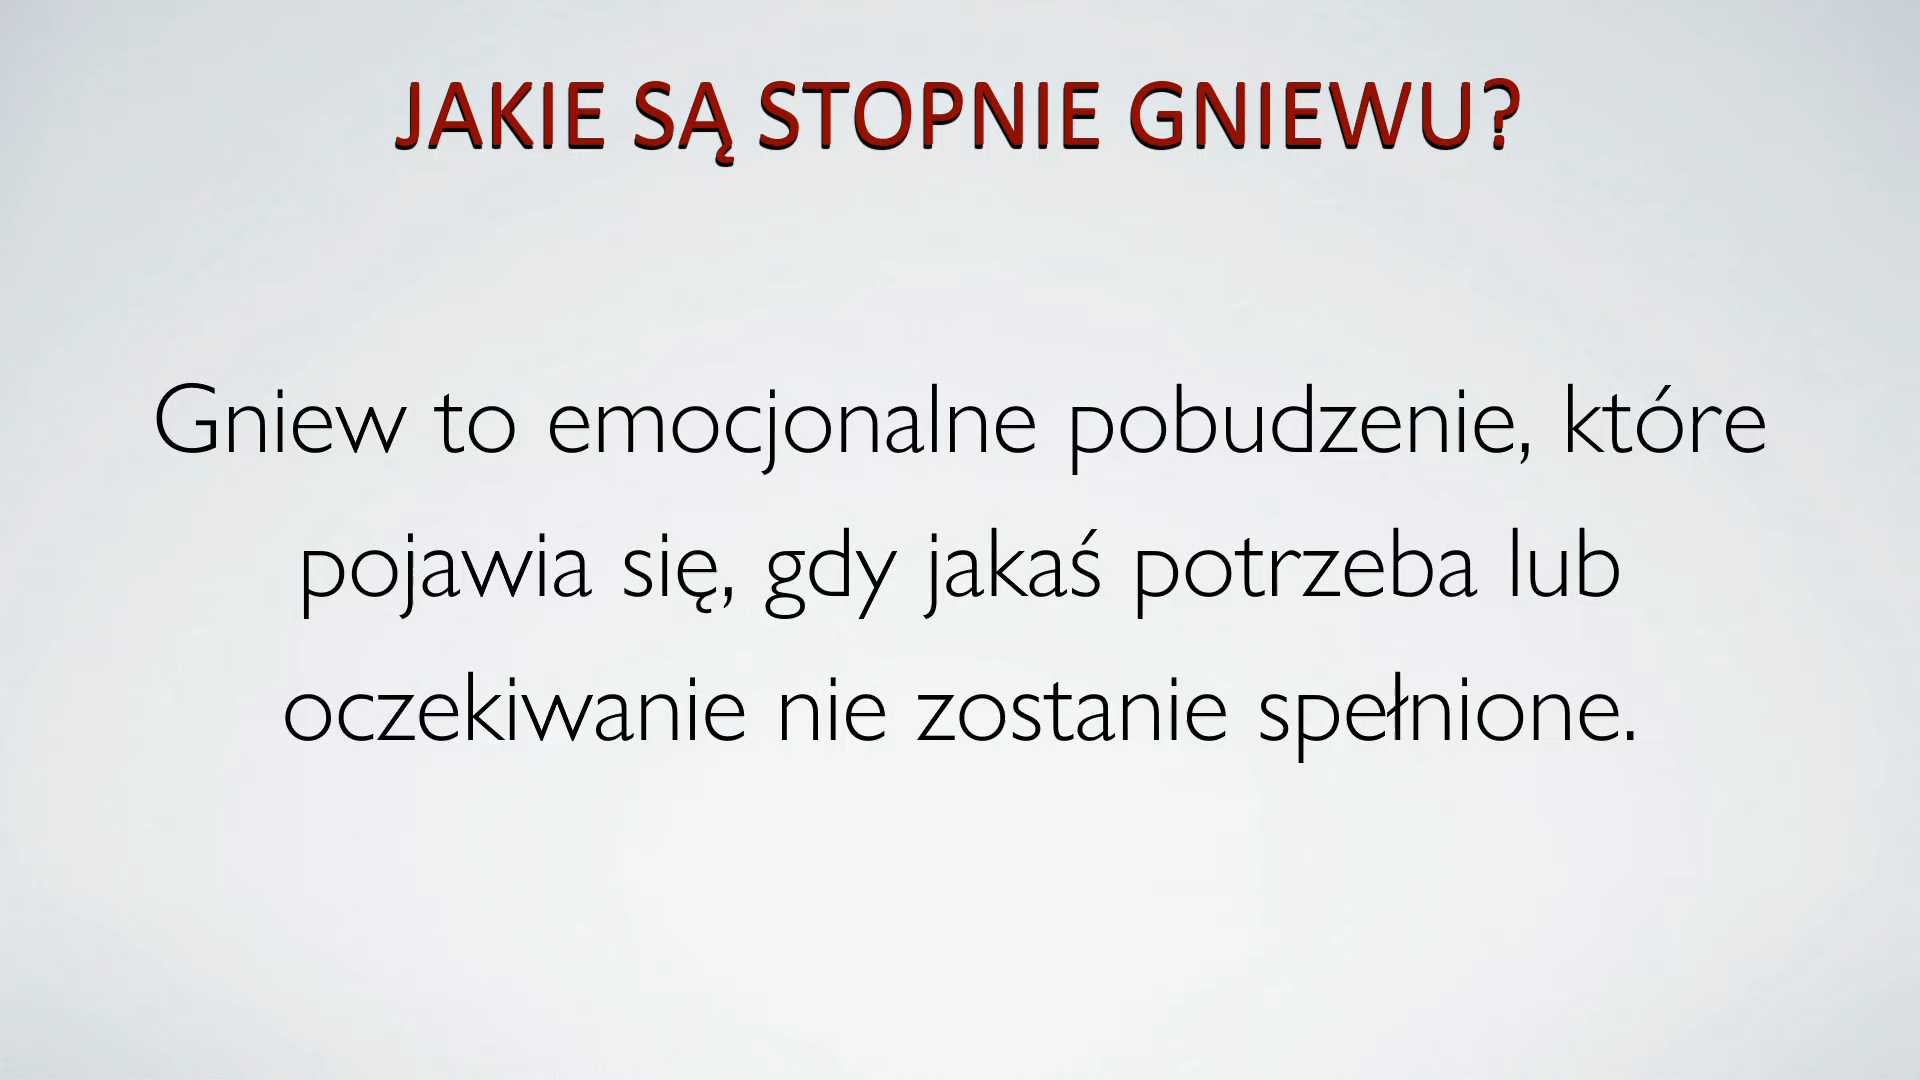 JAKIE SĄ STOPNIE GNIEWU?
Gniew to emocjonalne pobudzenie, które
pojawia się, gdy jakaś potrzeba lub
oczekiwanie nie zostanie spełnione.